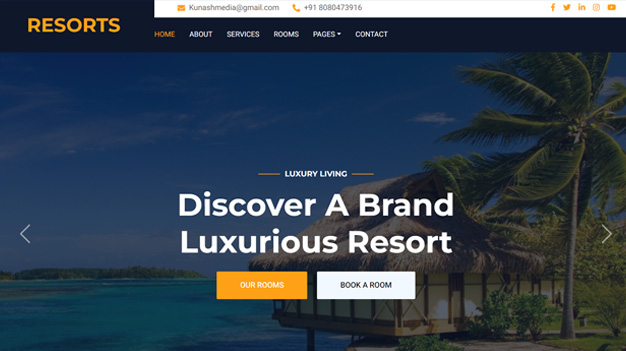 RESORTS
Kunashmedia@gmail.com +91 8080473916
HOME ABOUT SERVICES ROOMS PAGES CONTACT
LUXURY LIVING
Discover A Brand
Luxurious Resort
OUR ROOMS BOOK A ROOM